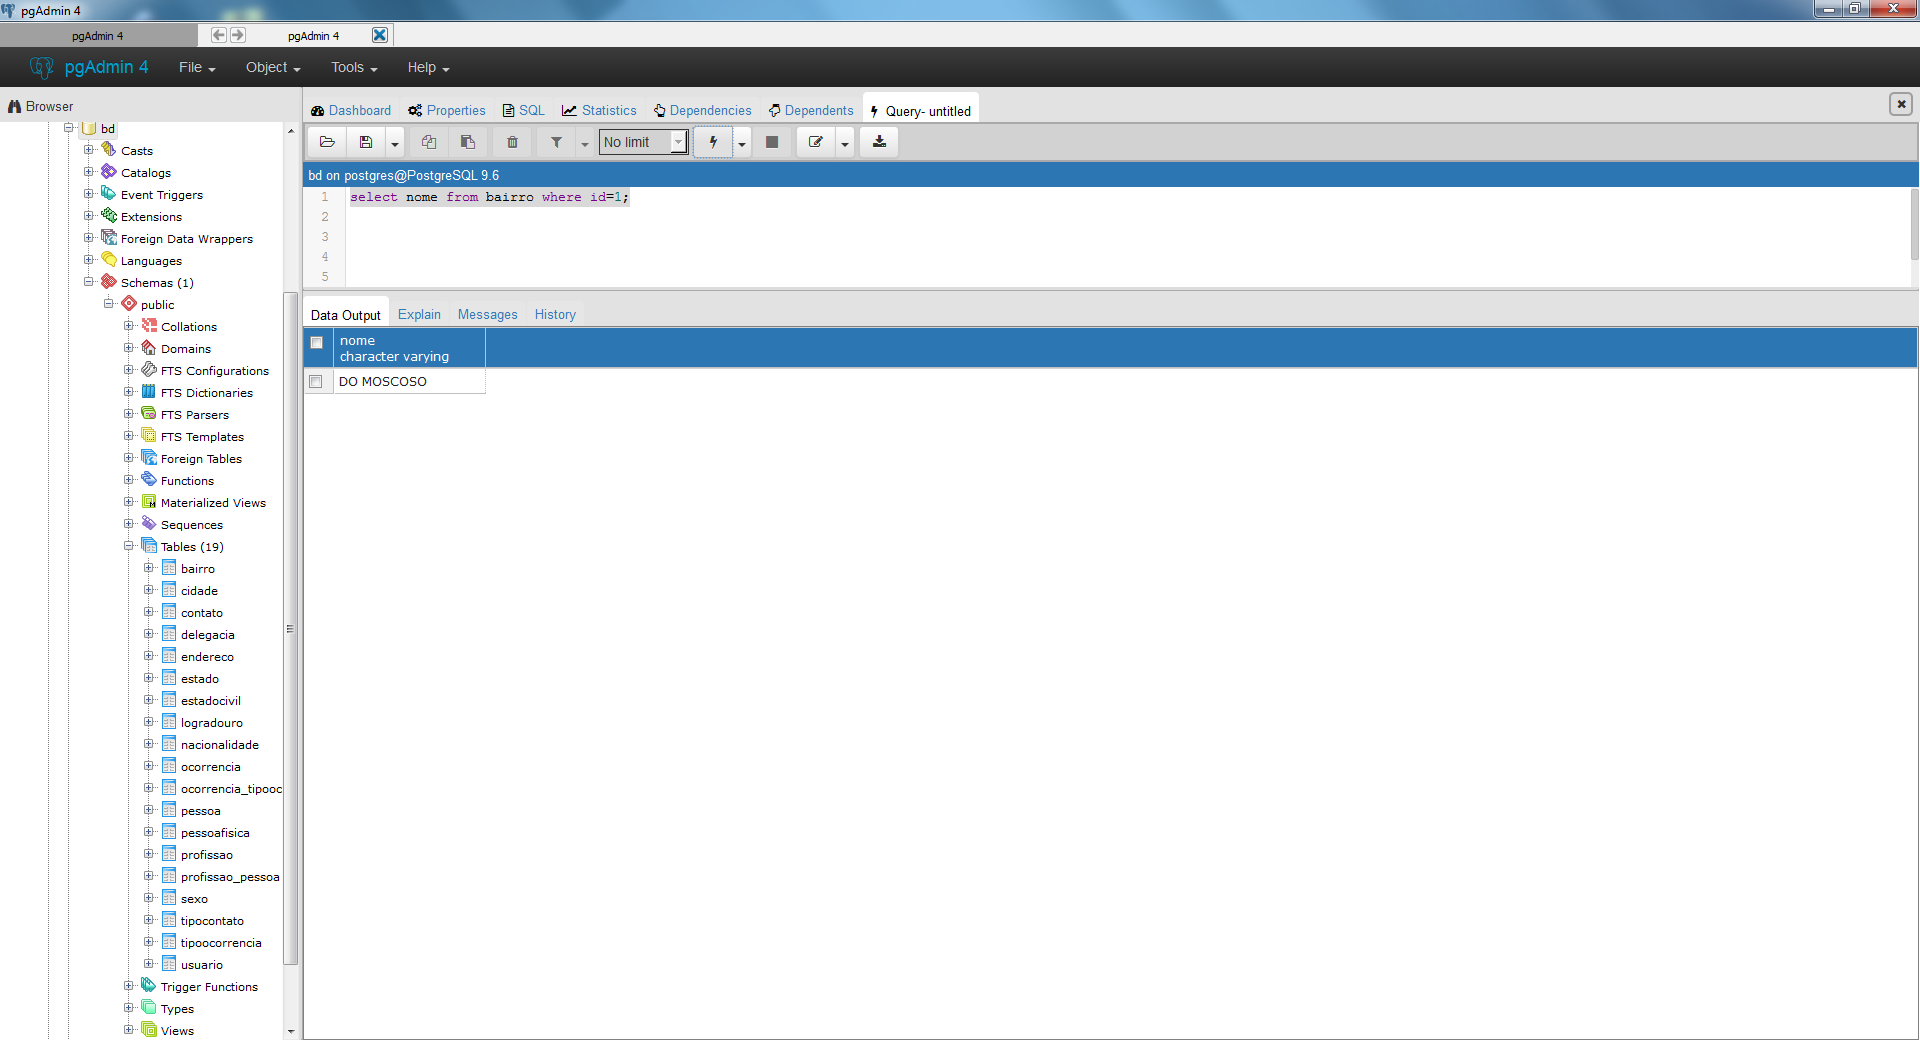 pgAdmin 4
pgAdmin 4
pgAdmin 4
pgAdmin 4
File
Object
Tools
Help
Browser
bd
Casts
Catalogs
Event Triggers
Extensions
Foreign Data Wrappers
Languages
Schemas (1)
public
Collations
Domains
FTS Configurations
FTS Dictionaries
FTS Parsers
FTS Templates
Foreign Tables
Functions
Materialized Views
Sequences
Tables (19)
bairro
cidade
contato
delegacia
endereco
estado
estadocivil
logradouro
nacionalidade
ocorrencia
ocorrencia_tipooc
pessoa
pessoafisica
profissao
profissao_pessoa
sexo
tipocontato
tipoocorrencia
usuario
Trigger Functions
Types
Views
Dashboard
Properties
SQL
Statistics
Dependencies
Dependents
Query- untitled
No limit
bd on postgres@PostgreSQL 9.6
1 select nome from bairro where id=1;
2
3
4
5
Data Output
Explain
Messages
History
nome
character varying
DO MOSCOSO